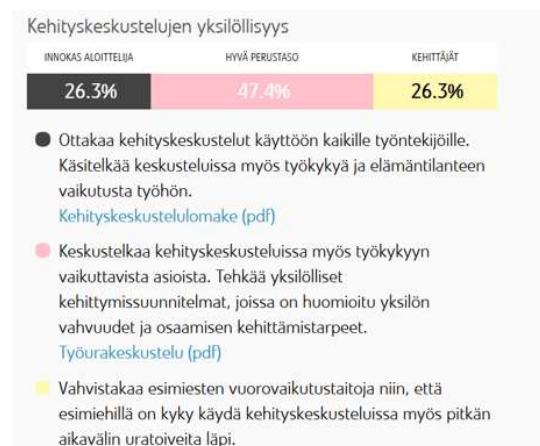 Kehityskeskustelujen yksilöllisyys
INNOKAS ALOITTELIJA HYVÄ PERUSTASO KEHITTÄJÄT
26.3% 47.4% 26.3%
Ottakaa kehityskeskustelut käyttöön kaikille työntekijöille.
Käsitelkää keskusteluissa myös työkykyä ja elämäntilanteen
vaikutusta työhön.
Kehityskeskustelulomake (pdf)
Keskustelkaa kehityskeskusteluissa myös työkykyyn
vaikuttavista asioista. Tehkää yksilölliset
kehittymissuunnitelmat, joissa on huomioitu yksilön
vahvuudet ja osaamisen kehittämistarpeet.
Työurakeskustelu (pdf)
Vahvistakaa esimiesten vuorovaikutustaitoja niin, että
esimiehillä on kyky käydä kehityskeskusteluissa myös pitkän
aikavälin uratoiveita läpi.